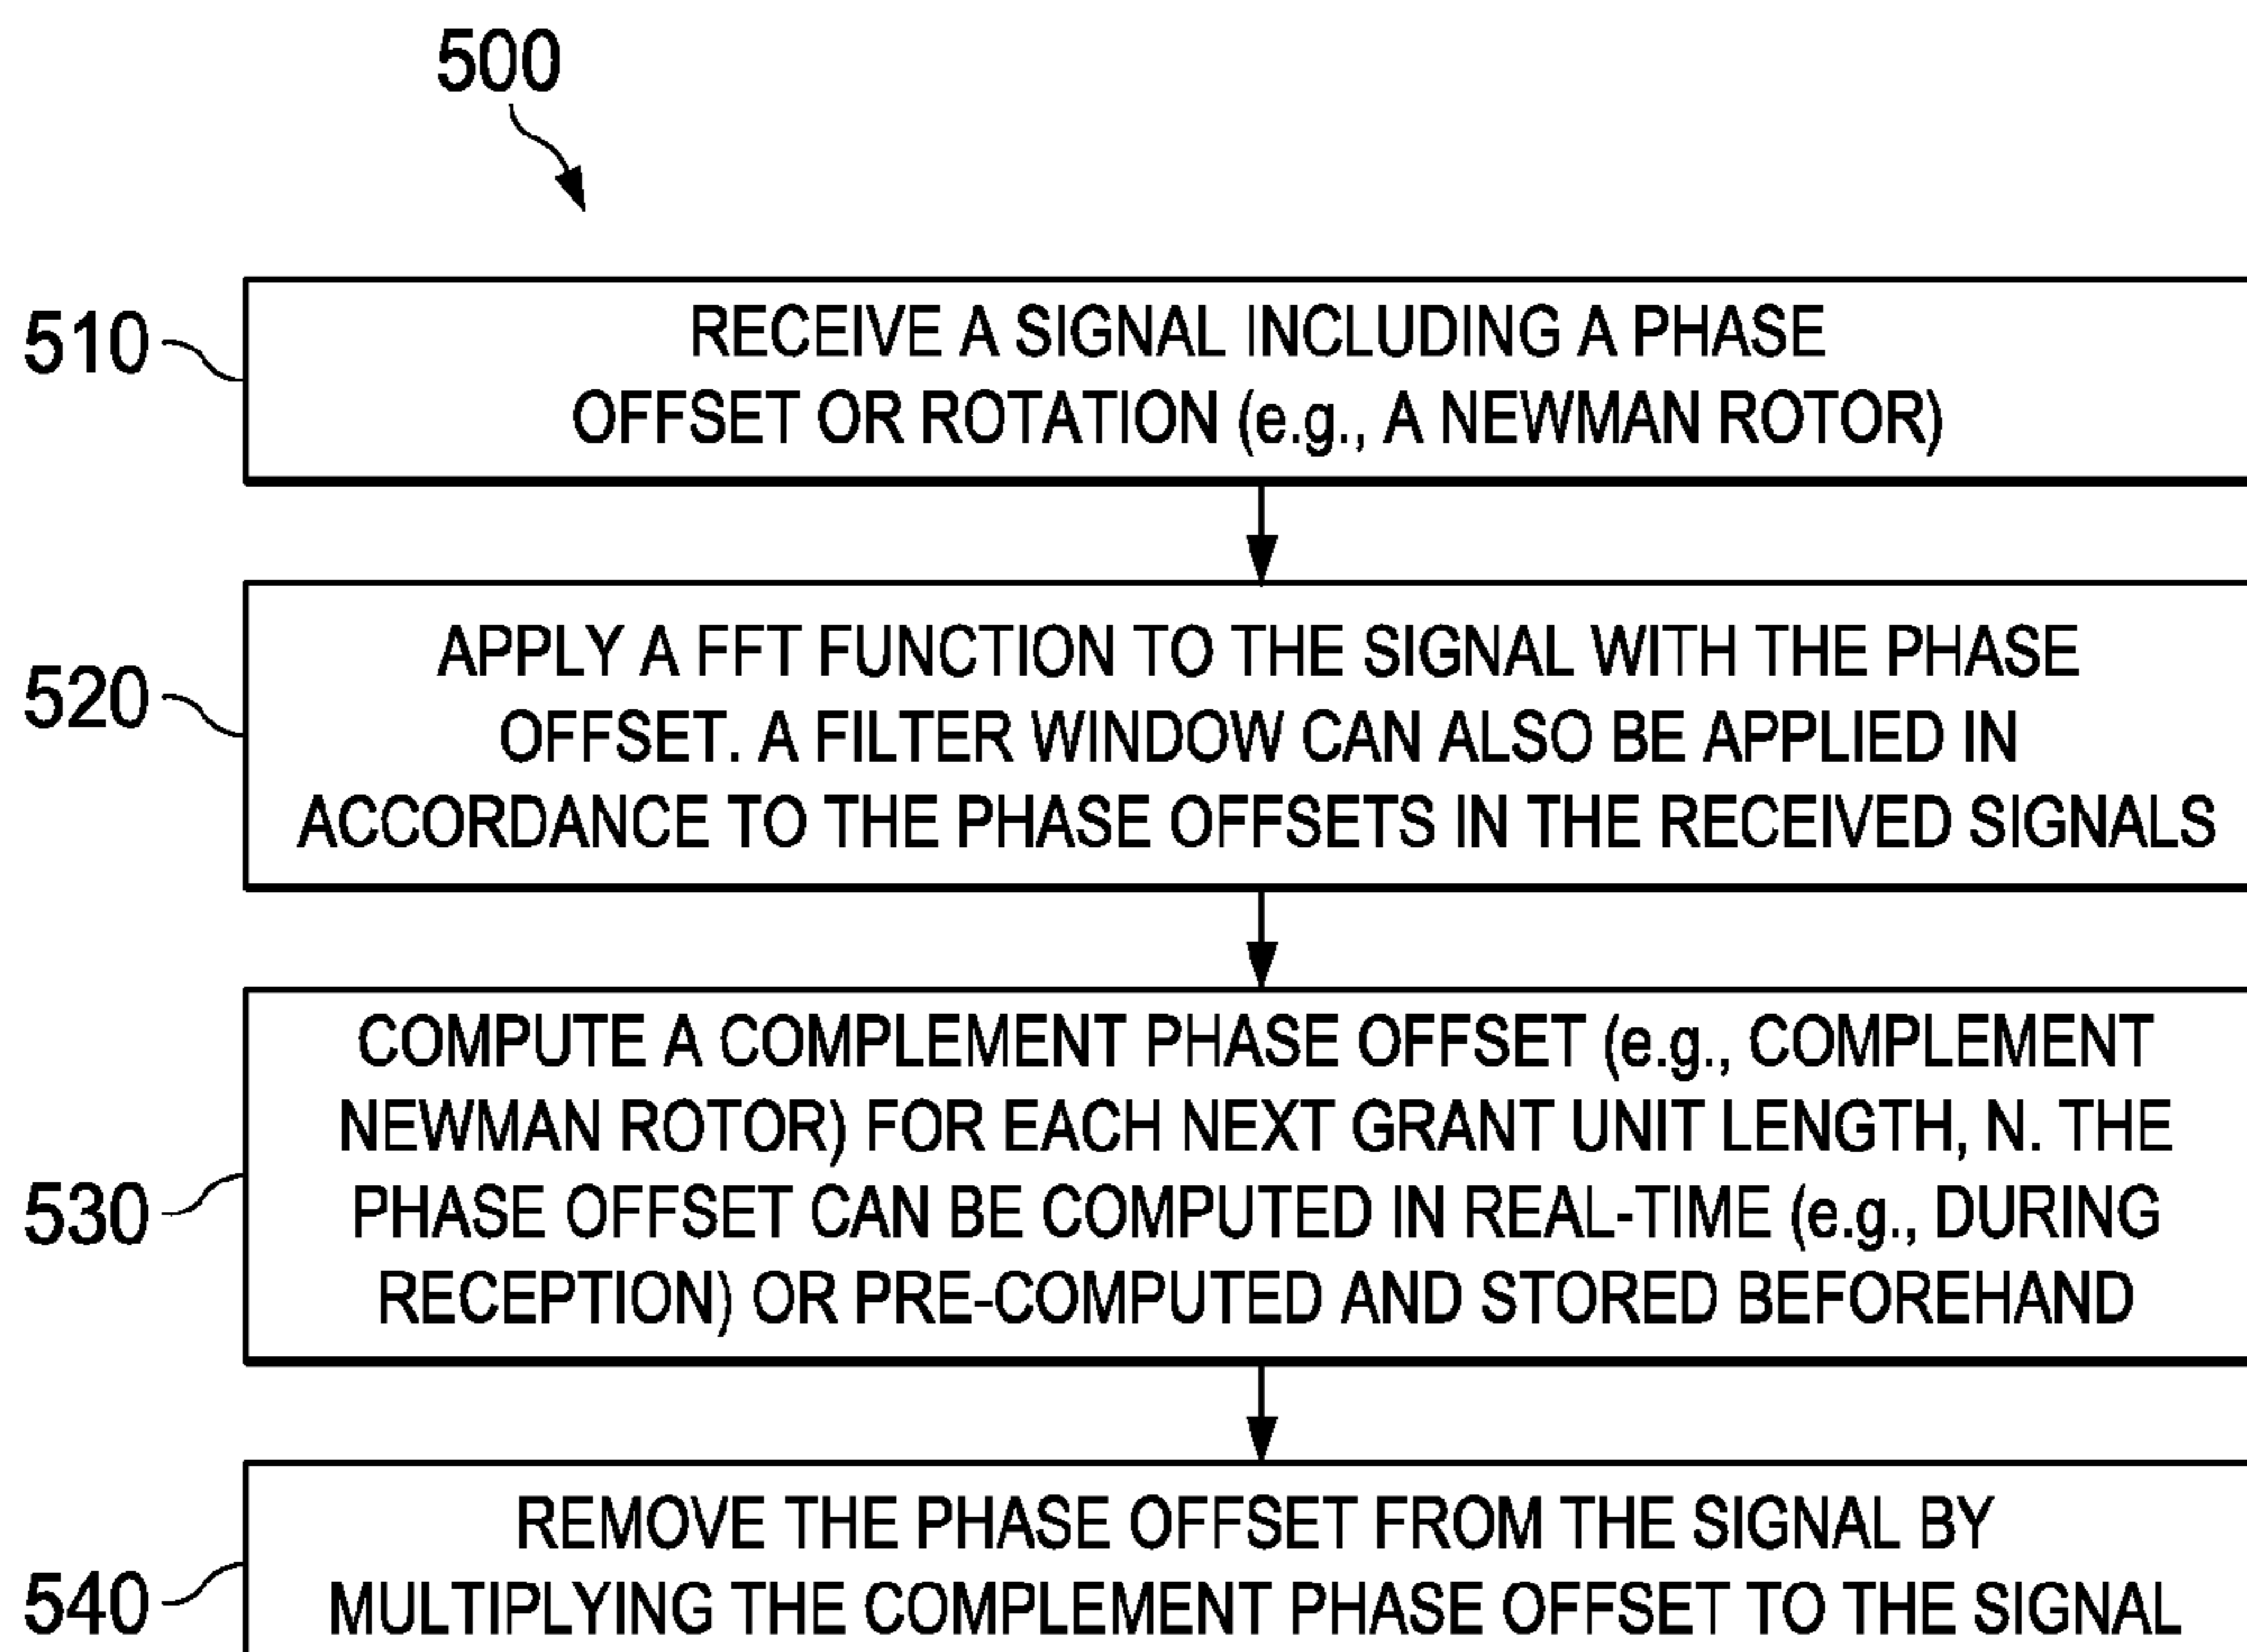 500
510
RECEIVE A SIGNAL INCLUDING A PHASE
OFFSET OR ROTATION (e.g., A NEWMAN ROTOR)
520
APPLY A FFT FUNCTION TO THE SIGNAL WITH THE PHASE
OFFSET. A FILTER WINDOW CAN ALSO BE APPLIED IN
ACCORDANCE TO THE PHASE OFFSETS IN THE RECEIVED SIGNALS
530
COMPUTE A COMPLEMENT PHASE OFFSET (e.g., COMPLEMENT
NEWMAN ROTOR) FOR EACH NEXT GRANT UNIT LENGTH, N. THE
PHASE OFFSET CAN BE COMPUTED IN REAL-TIME (e.g., DURING
RECEPTION) OR PRE-COMPUTED AND STORED BEFOREHAND
540
REMOVE THE PHASE OFFSET FROM THE SIGNAL BY
MULTIPLYING THE COMPLEMENT PHASE OFFSET TO THE SIGNAL